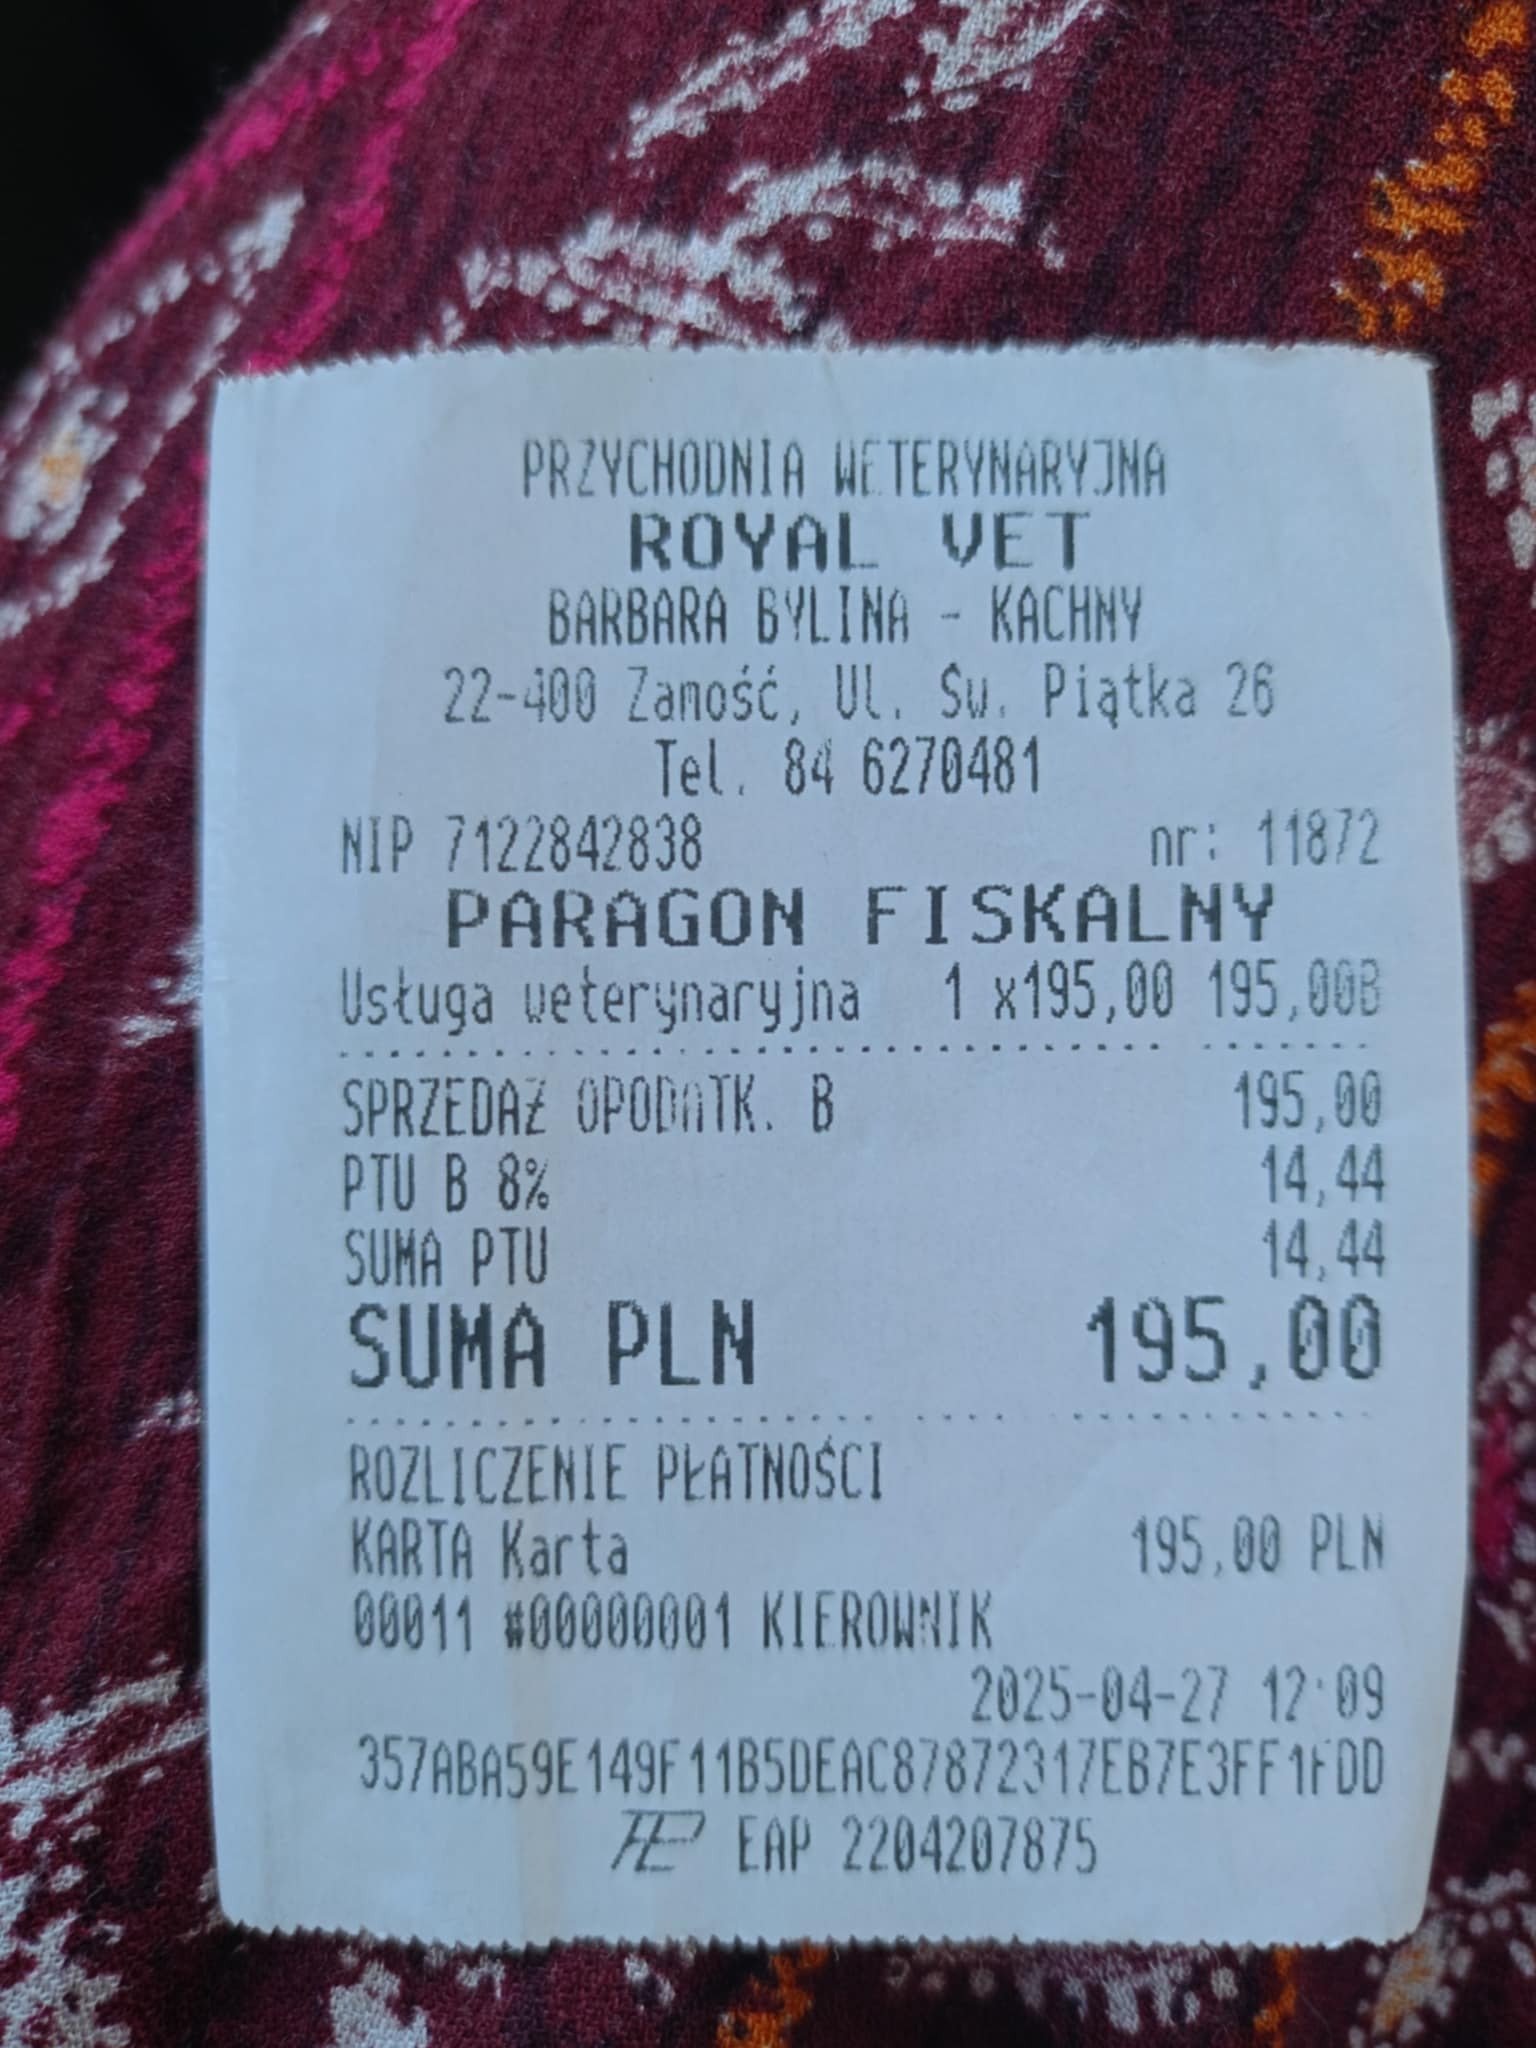 PRZYCHODNIA WETERYNARYJNA
ROYAL VET
BARBARA BYLINA - KACHNY
22-400 Zamość, Ul. Św. Piątka 26
Tel. 84 6270481
NIP 7122842838 nr: 11872
PARAGON FISKALNY
Usługa weterynaryjna 1 x195,00 195,00B
SPRZEDAŻ OPODATK. B 195,00
PTU B 8% 14,44
SUMA PTU 14,44
SUMA PLN 195,00
ROZLICZENIE PŁATNOŚCI
KARTA Karta 195,00 PLN
00011 #00000001 KIEROWNIK
2025-04-27 12:09
357ABA59E149F11B5DEAC87872317EB7E3FF1FDD
EAP 2204207875